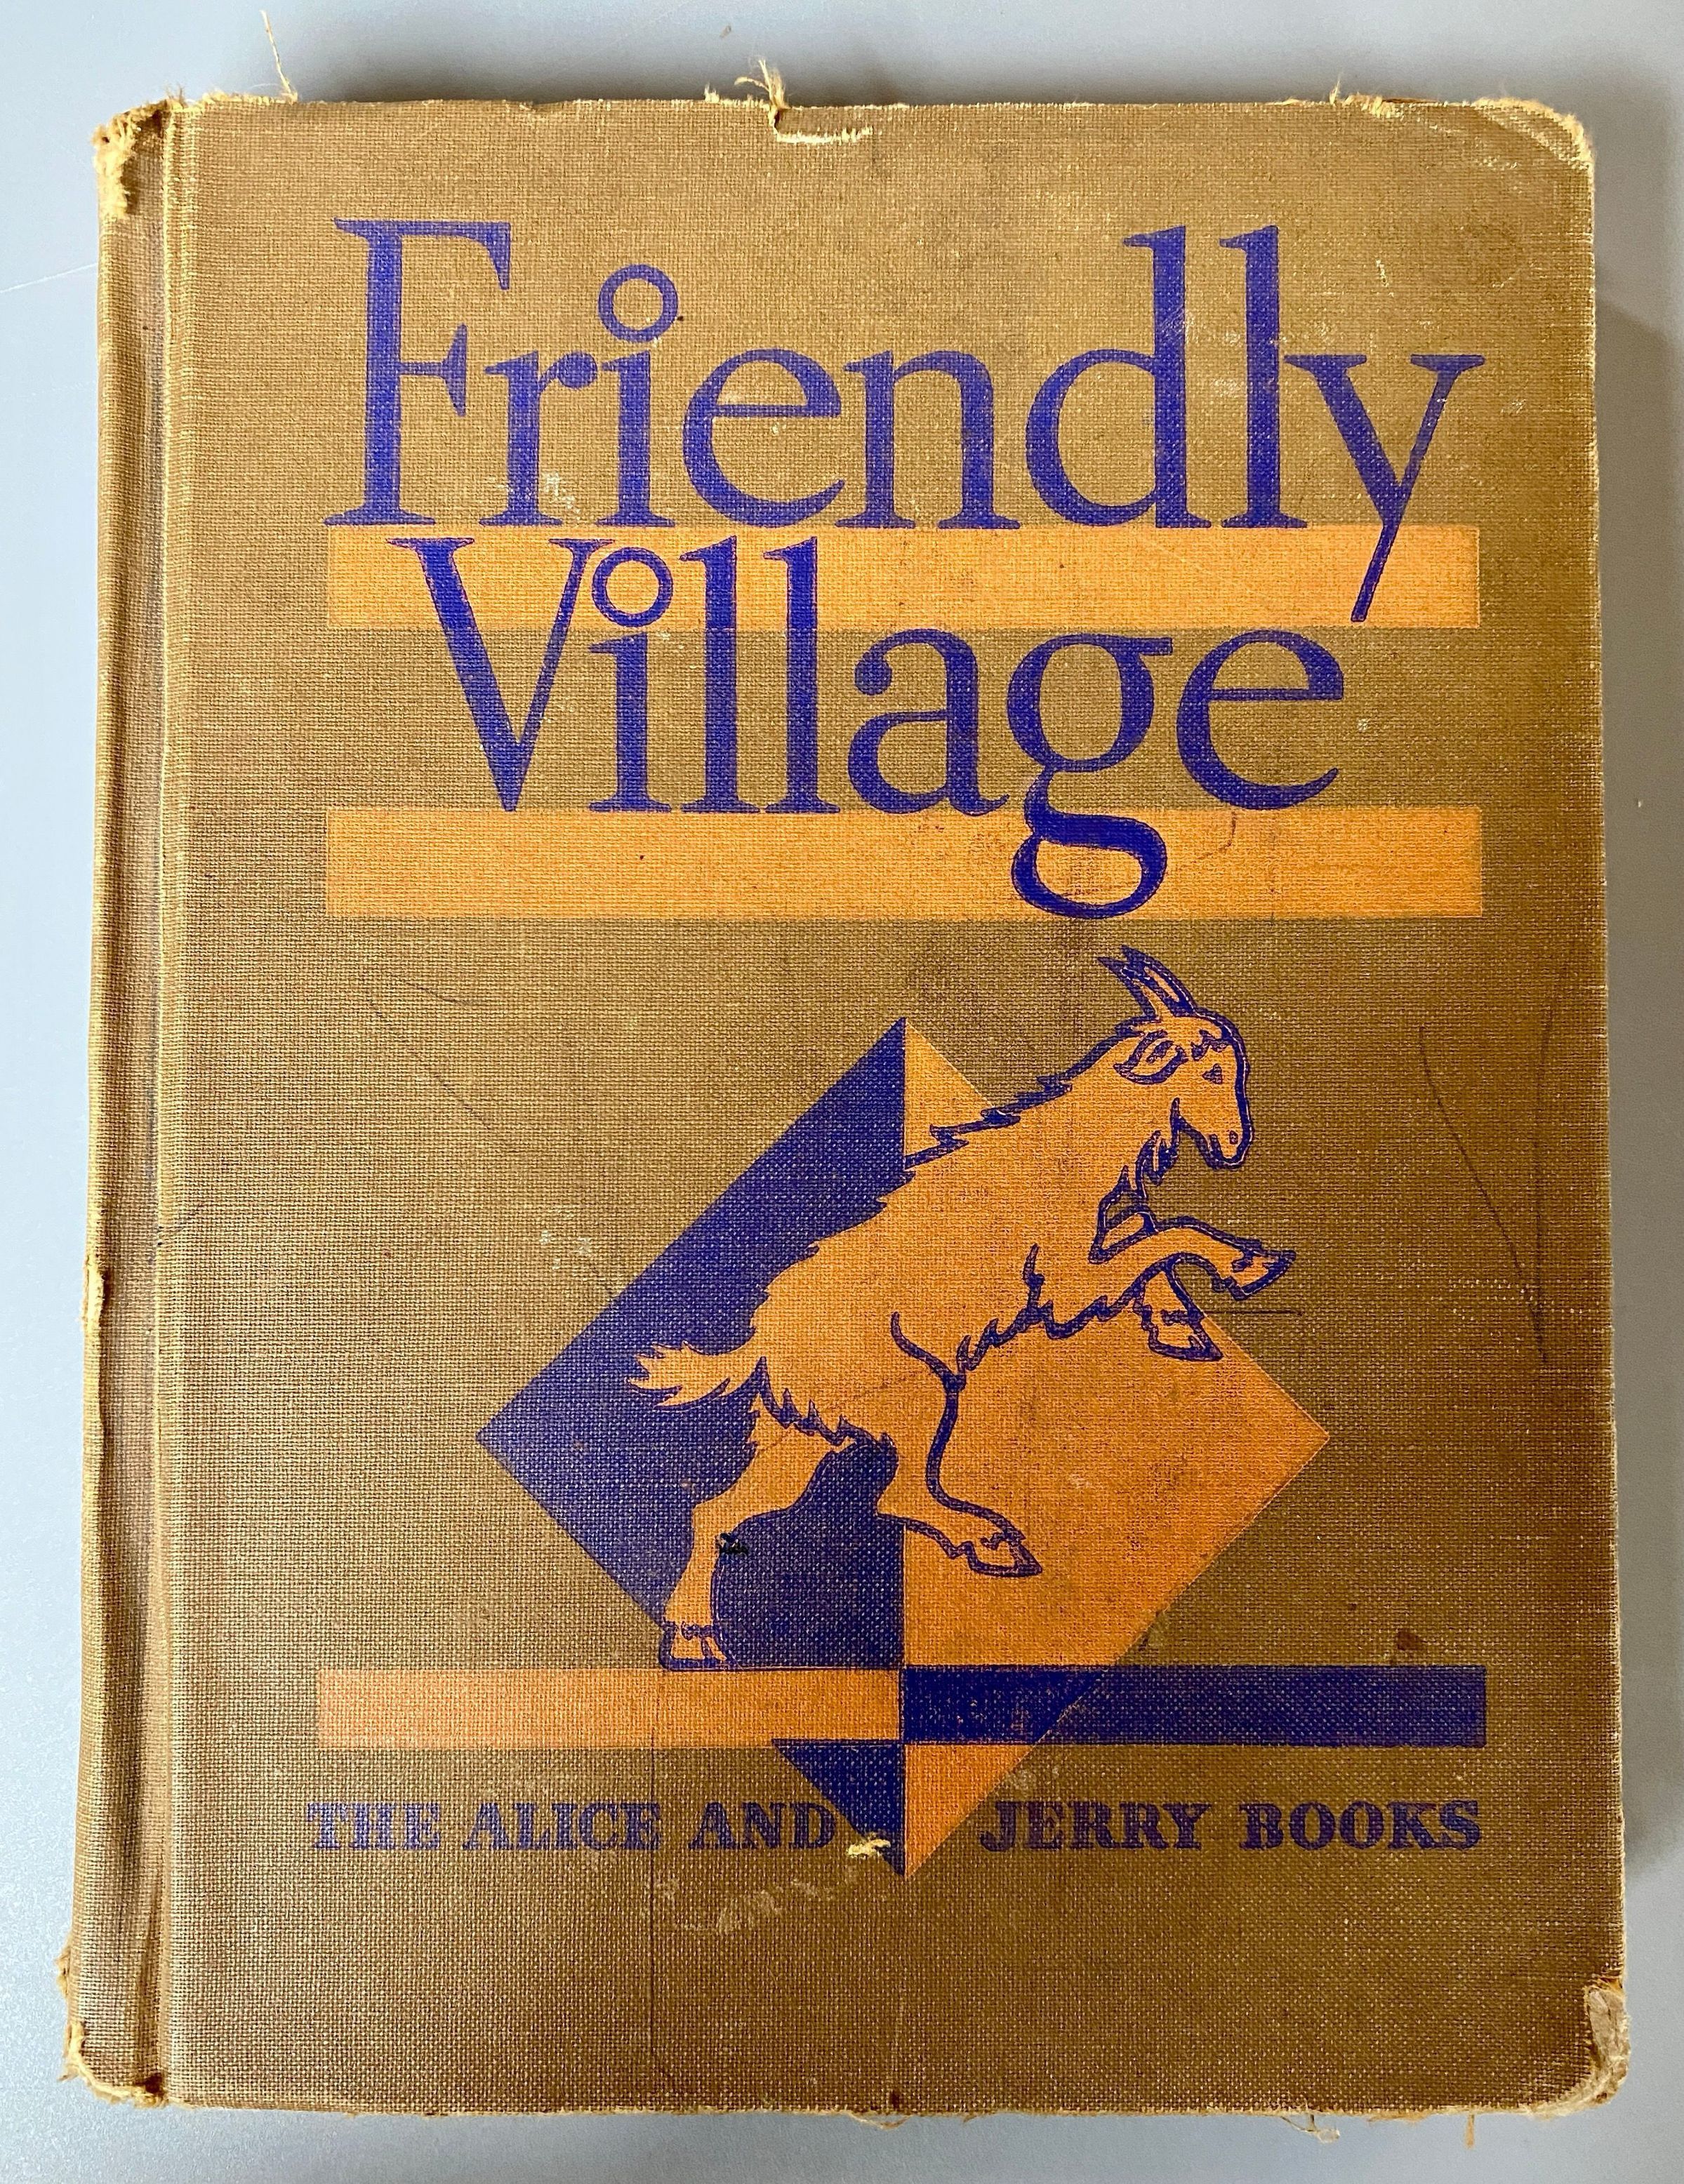 Friendly
Village
THE ALICE AND JERRY BOOKS